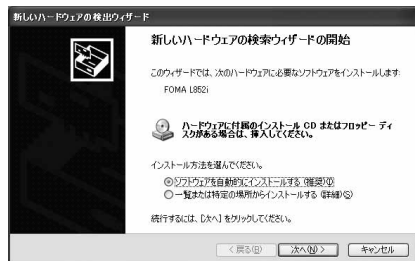 新しいハードウェアの検出ウィザード
新しいハードウェアの検索ウィザードの開始
このウィザードでは、次のハードウェアに必要なソフトウェアをインストールします:
FOMA L852i
ハードウェアに付属のインストール CD またはフロッピー ディ
スクがある場合は、挿入してください。
インストール方法を選んでください。
ソフトウェアを自動的にインストールする (推奨)(I)
一覧または特定の場所からインストールする (詳細)(S)
続行するには、[次へ] をクリックしてください。
< 戻る(B) 次へ(N) > キャンセル